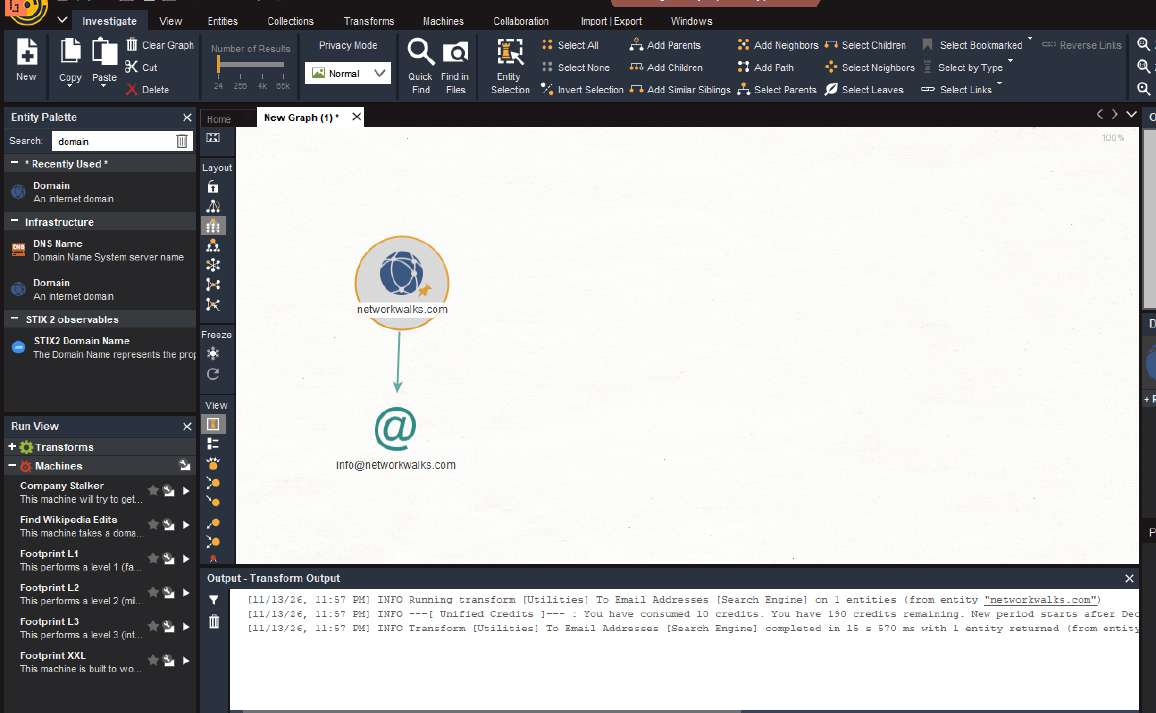 Investigate View Entities Collections Transforms Machines Collaboration Import | Export Windows
New
Copy
Paste
Clear Graph
Cut
Delete
Number of Results
24 256 4k 66k
Privacy Mode
Normal
Quick Find
Find in Files
Entity Selection
Select All
Select None
Invert Selection
Add Parents
Add Children
Add Similar Siblings
Add Neighbors
Add Path
Select Parents
Select Children
Select Neighbors
Select Leaves
Select Bookmarked
Select by Type
Select Links
Reverse Links
Entity Palette
Search: domain
* Recently Used *
Domain
An internet domain
Infrastructure
DNS Name
Domain Name System server name
Domain
An internet domain
STIX 2 observables
STIX2 Domain Name
The Domain Name represents the prop
Run View
Transforms
Machines
Company Stalker
This machine will try to get...
Find Wikipedia Edits
This machine takes a doma...
Footprint L1
This performs a level 1 (fa...
Footprint L2
This performs a level 2 (mi...
Footprint L3
This performs a level 3 (int...
Footprint XXL
This machine is built to wo...
Home
New Graph (1) *
Layout
Freeze
View
100%
networkwalks.com
@
info@networkwalks.com
Output - Transform Output
[11/13/26, 11:57 PM] INFO Running transform [Utilities] To Email Addresses [Search Engine] on 1 entities (from entity "networkwalks.com")
[11/13/26, 11:57 PM] INFO ---[ Unified Credits ]--- : You have consumed 10 credits. You have 190 credits remaining. New period starts after Dec
[11/13/26, 11:57 PM] INFO Transform [Utilities] To Email Addresses [Search Engine] completed in 15 s 570 ms with 1 entity returned (from entity